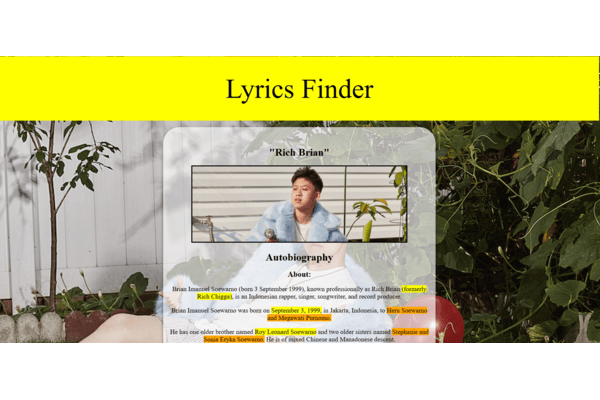 Lyrics Finder
"Rich Brian"
Autobiography
About:
Brian Imanuel Soewarno (born 3 September 1999), known professionally as Rich Brian (formerly
Rich Chigga), is an Indonesian rapper, singer, songwriter, and record producer.
Brian Imanuel Soewarno was born on September 3, 1999, in Jakarta, Indonesia, to Heru Soewarno
and Megawati Purnomo.
He has one older brother named Roy Leonard Soewarno and two older sisters named Stephanie and
Sonia Eryka Soewarno. He is of mixed Chinese and Manadonese descent.